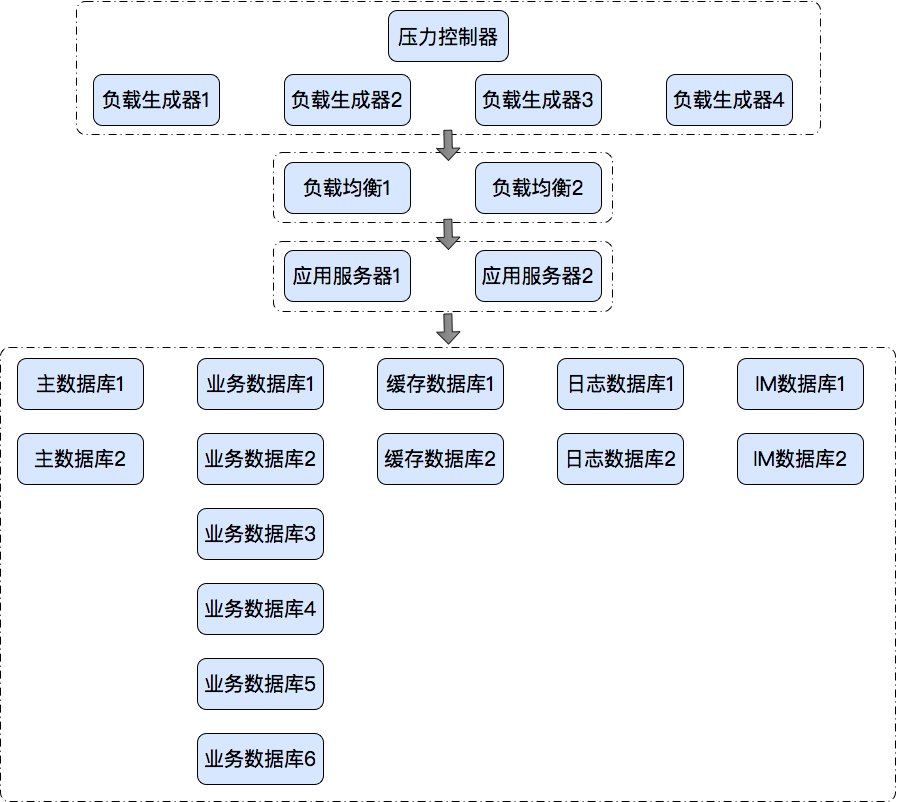 压力控制器
负载生成器1 负载生成器2 负载生成器3 负载生成器4
负载均衡1 负载均衡2
应用服务器1 应用服务器2
主数据库1 业务数据库1 缓存数据库1 日志数据库1 IM数据库1
主数据库2 业务数据库2 缓存数据库2 日志数据库2 IM数据库2
业务数据库3
业务数据库4
业务数据库5
业务数据库6